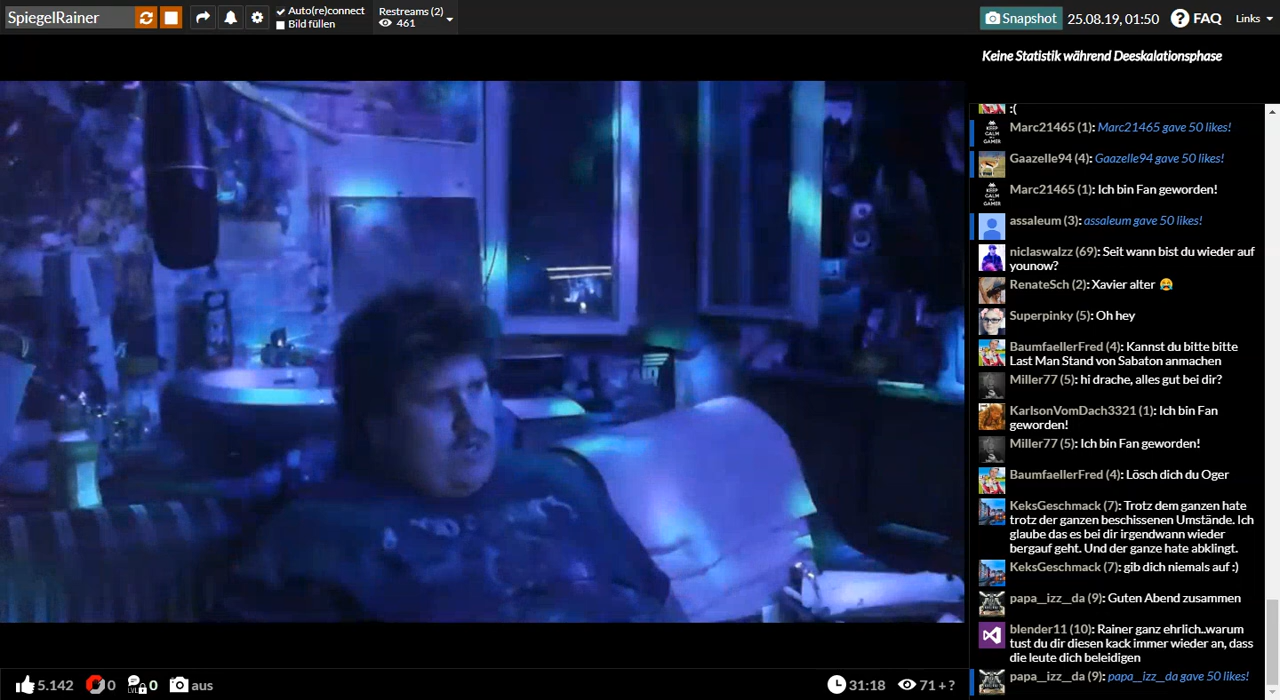 SpiegelRainer
Auto(re)connect
Bild füllen
Restreams (2)
461
Snapshot
25.08.19, 01:50
? FAQ
Links
Keine Statistik während Deeskalationsphase
:(
Marc21465 (1): Marc21465 gave 50 likes!
Gaazelle94 (4): Gaazelle94 gave 50 likes!
Marc21465 (1): Ich bin Fan geworden!
assaleum (3): assaleum gave 50 likes!
niclaswalzz (69): Seit wann bist du wieder auf
younow?
RenateSch (2): Xavier alter 😭
Superpinky (5): Oh hey
BaumfaellerFred (4): Kannst du bitte bitte
Last Man Stand von Sabaton anmachen
Miller77 (5): hi drache, alles gut bei dir?
KarlsonVomDach3321 (1): Ich bin Fan
geworden!
Miller77 (5): Ich bin Fan geworden!
BaumfaellerFred (4): Lösch dich du Oger
KeksGeschmack (7): Trotz dem ganzen hate
trotz der ganzen beschissenen Umstände. Ich
glaube das es bei dir irgendwann wieder
bergauf geht. Und der ganze hate abklingt.
KeksGeschmack (7): gib dich niemals auf :)
papa__izz__da (9): Guten Abend zusammen
blender11 (10): Rainer ganz ehrlich..warum
tust du dir diesen kack immer wieder an, dass
die leute dich beleidigen
papa__izz__da (9): papa__izz__da gave 50 likes!
5.142
0
LVL
0
aus
31:18
71 + ?